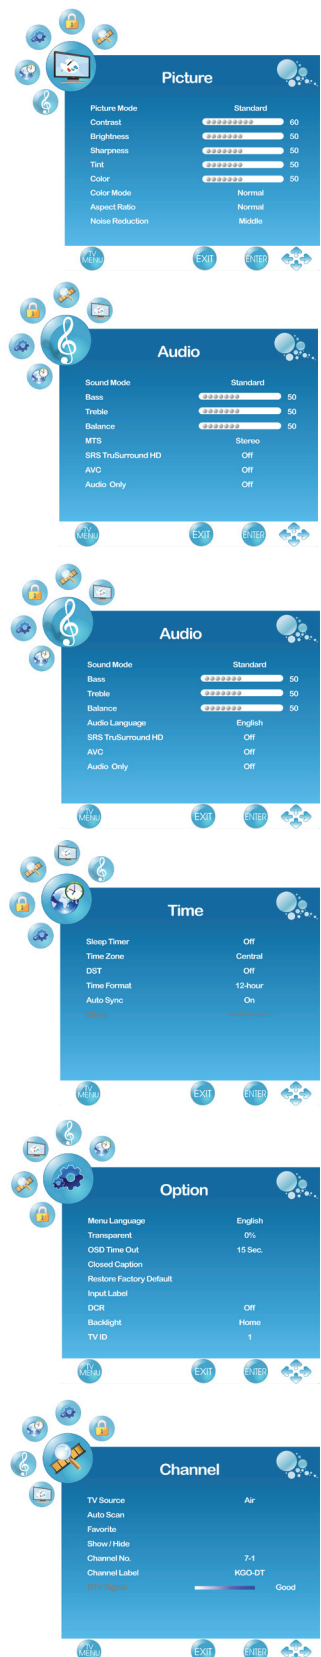 Picture
Picture Mode Standard
Contrast 60
Brightness 50
Sharpness 50
Tint 50
Color 50
Color Mode Normal
Aspect Ratio Normal
Noise Reduction Middle
TV MENU EXIT ENTER
Audio
Sound Mode Standard
Bass 50
Treble 50
Balance 50
MTS Stereo
SRS TruSurround HD Off
AVC Off
Audio Only Off
TV MENU EXIT ENTER
Audio
Sound Mode Standard
Bass 50
Treble 50
Balance 50
Audio Language English
SRS TruSurround HD Off
AVC Off
Audio Only Off
TV MENU EXIT ENTER
Time
Sleep Timer Off
Time Zone Central
DST Off
Time Format 12-hour
Auto Sync On
TV MENU EXIT ENTER
Option
Menu Language English
Transparent 0%
OSD Time Out 15 Sec.
Closed Caption
Restore Factory Default
Input Label
DCR Off
Backlight Home
TV ID 1
TV MENU EXIT ENTER
Channel
TV Source Air
Auto Scan
Favorite
Show / Hide
Channel No. 7-1
Channel Label KGO-DT
DTV Signal Good
TV MENU EXIT ENTER